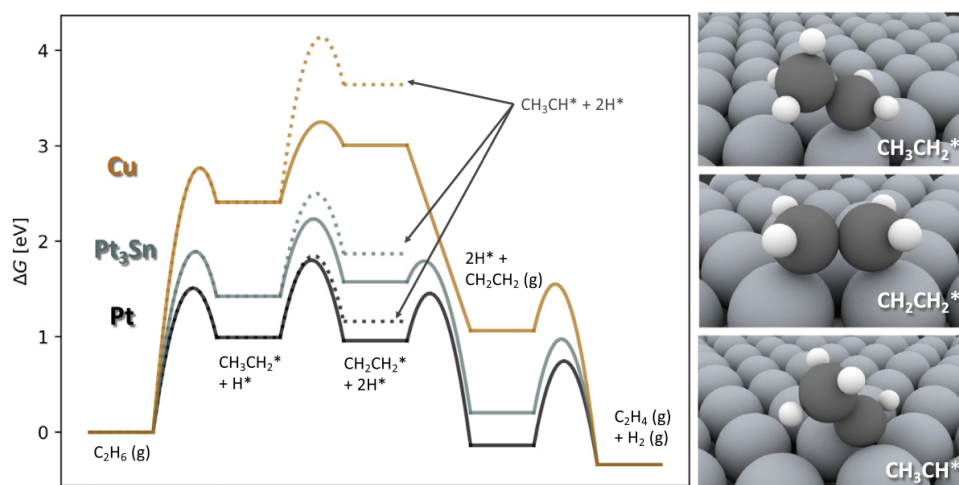 4
3
2
1
0
ΔG [eV]
Cu
Pt₃Sn
Pt
CH₃CH* + 2H*
2H* +
CH₂CH₂ (g)
CH₃CH₂*
+ H*
CH₂CH₂*
+ 2H*
C₂H₆ (g)
C₂H₄ (g)
+ H₂ (g)
CH₃CH₂*
CH₂CH₂*
CH₃CH*